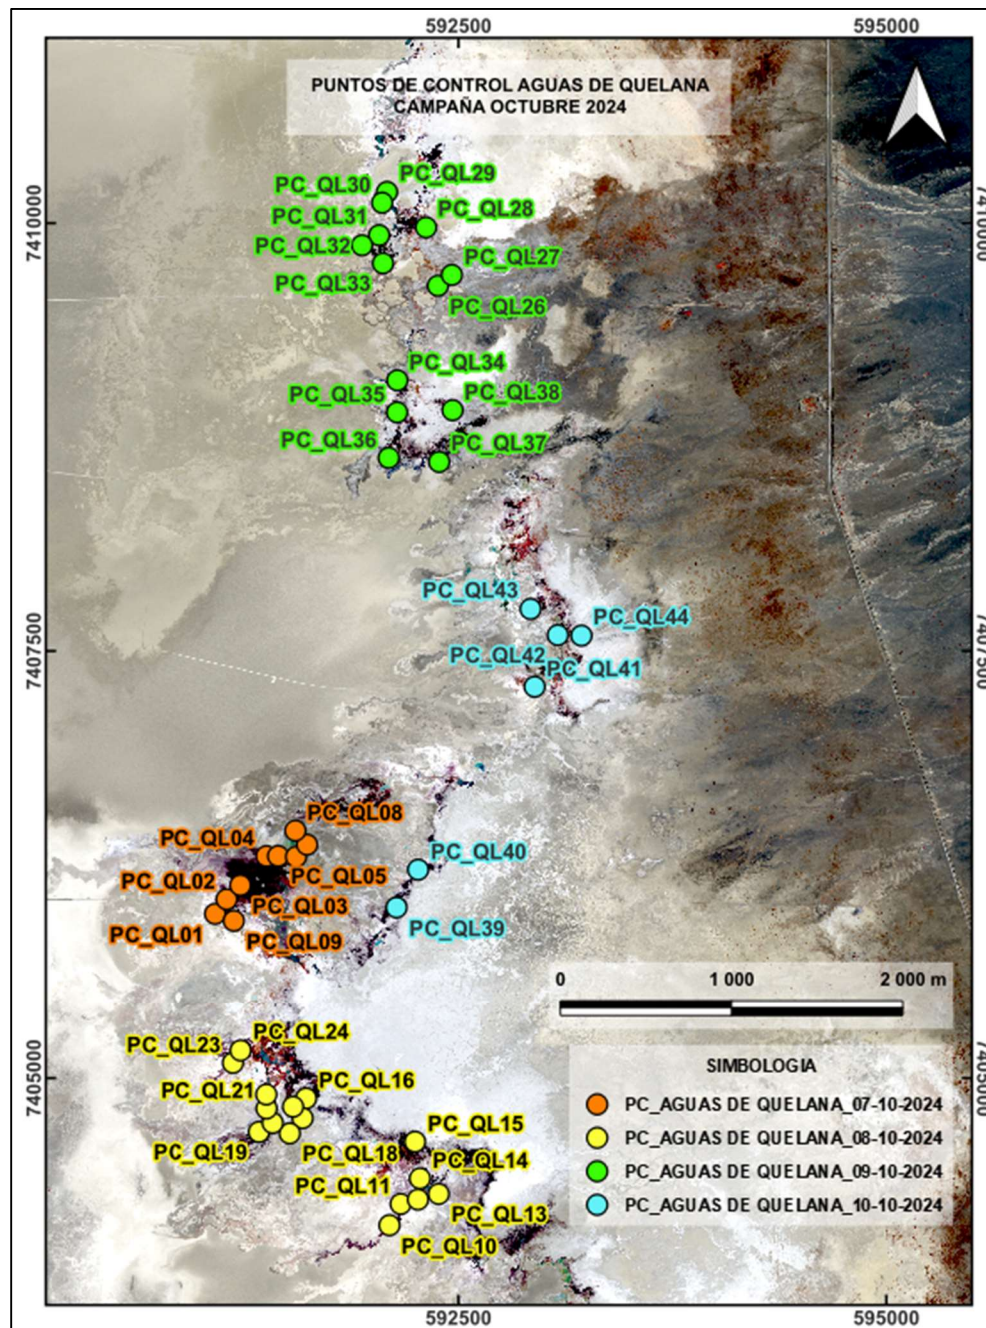 592500
595000
PUNTOS DE CONTROL AGUAS DE QUELANA
CAMPAÑA OCTUBRE 2024
PC_QL29
PC_QL30
PC_QL28
PC_QL31
PC_QL32
PC_QL27
PC_QL33
PC_QL26
7410000
7410000
PC_QL34
PC_QL35
PC_QL38
PC_QL36
PC_QL37
PC_QL43
PC_QL44
PC_QL42
PC_QL41
7407500
7407500
PC_QL08
PC_QL04
PC_QL40
PC_QL02
PC_QL05
PC_QL03
PC_QL01
PC_QL09
PC_QL39
0
1 000
2 000 m
PC_QL24
PC_QL23
PC_QL21
PC_QL16
PC_QL15
PC_QL19
PC_QL18
PC_QL14
PC_QL11
PC_QL13
PC_QL10
7405000
7405000
SIMBOLOGIA
PC_AGUAS DE QUELANA_07-10-2024
PC_AGUAS DE QUELANA_08-10-2024
PC_AGUAS DE QUELANA_09-10-2024
PC_AGUAS DE QUELANA_10-10-2024
592500
595000